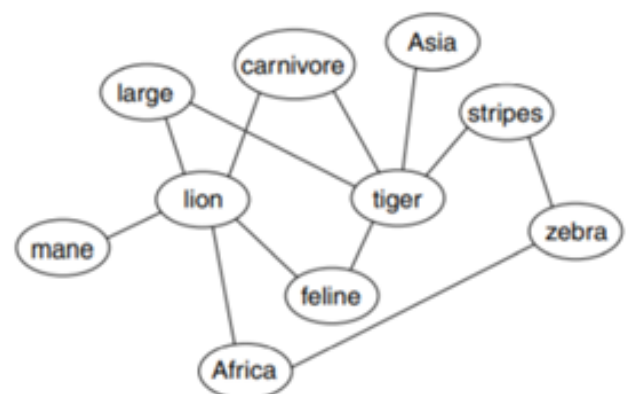 Asia
carnivore
large
stripes
lion
tiger
zebra
mane
feline
Africa